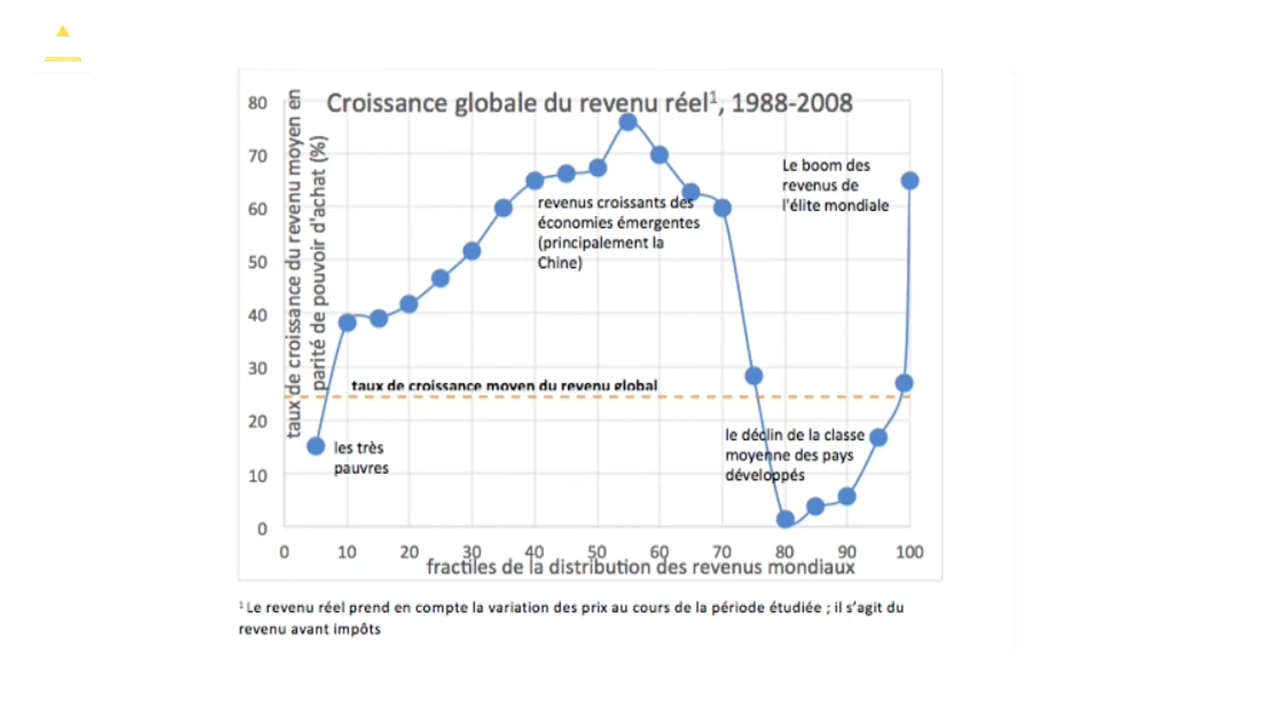 Croissance globale du revenu réel¹, 1988-2008
taux de croissance du revenu moyen en
parité de pouvoir d'achat (%)
80
70
60
50
40
30
20
10
0
Le boom des
revenus de
l'élite mondiale
revenus croissants des
économies émergentes
(principalement la
Chine)
taux de croissance moyen du revenu global
les très
pauvres
le déclin de la classe
moyenne des pays
développés
0 10 20 30 40 50 60 70 80 90 100
fractiles de la distribution des revenus mondiaux
¹ Le revenu réel prend en compte la variation des prix au cours de la période étudiée ; il s'agit du
revenu avant impôts